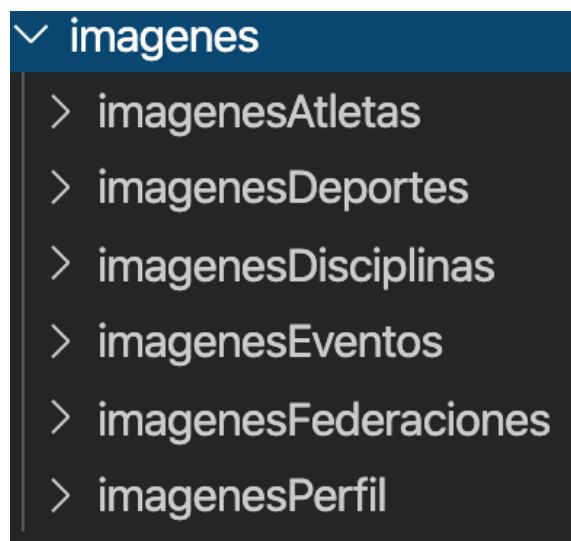 imagenes
imagenesAtletas
imagenesDeportes
imagenesDisciplinas
imagenesEventos
imagenesFederaciones
imagenesPerfil